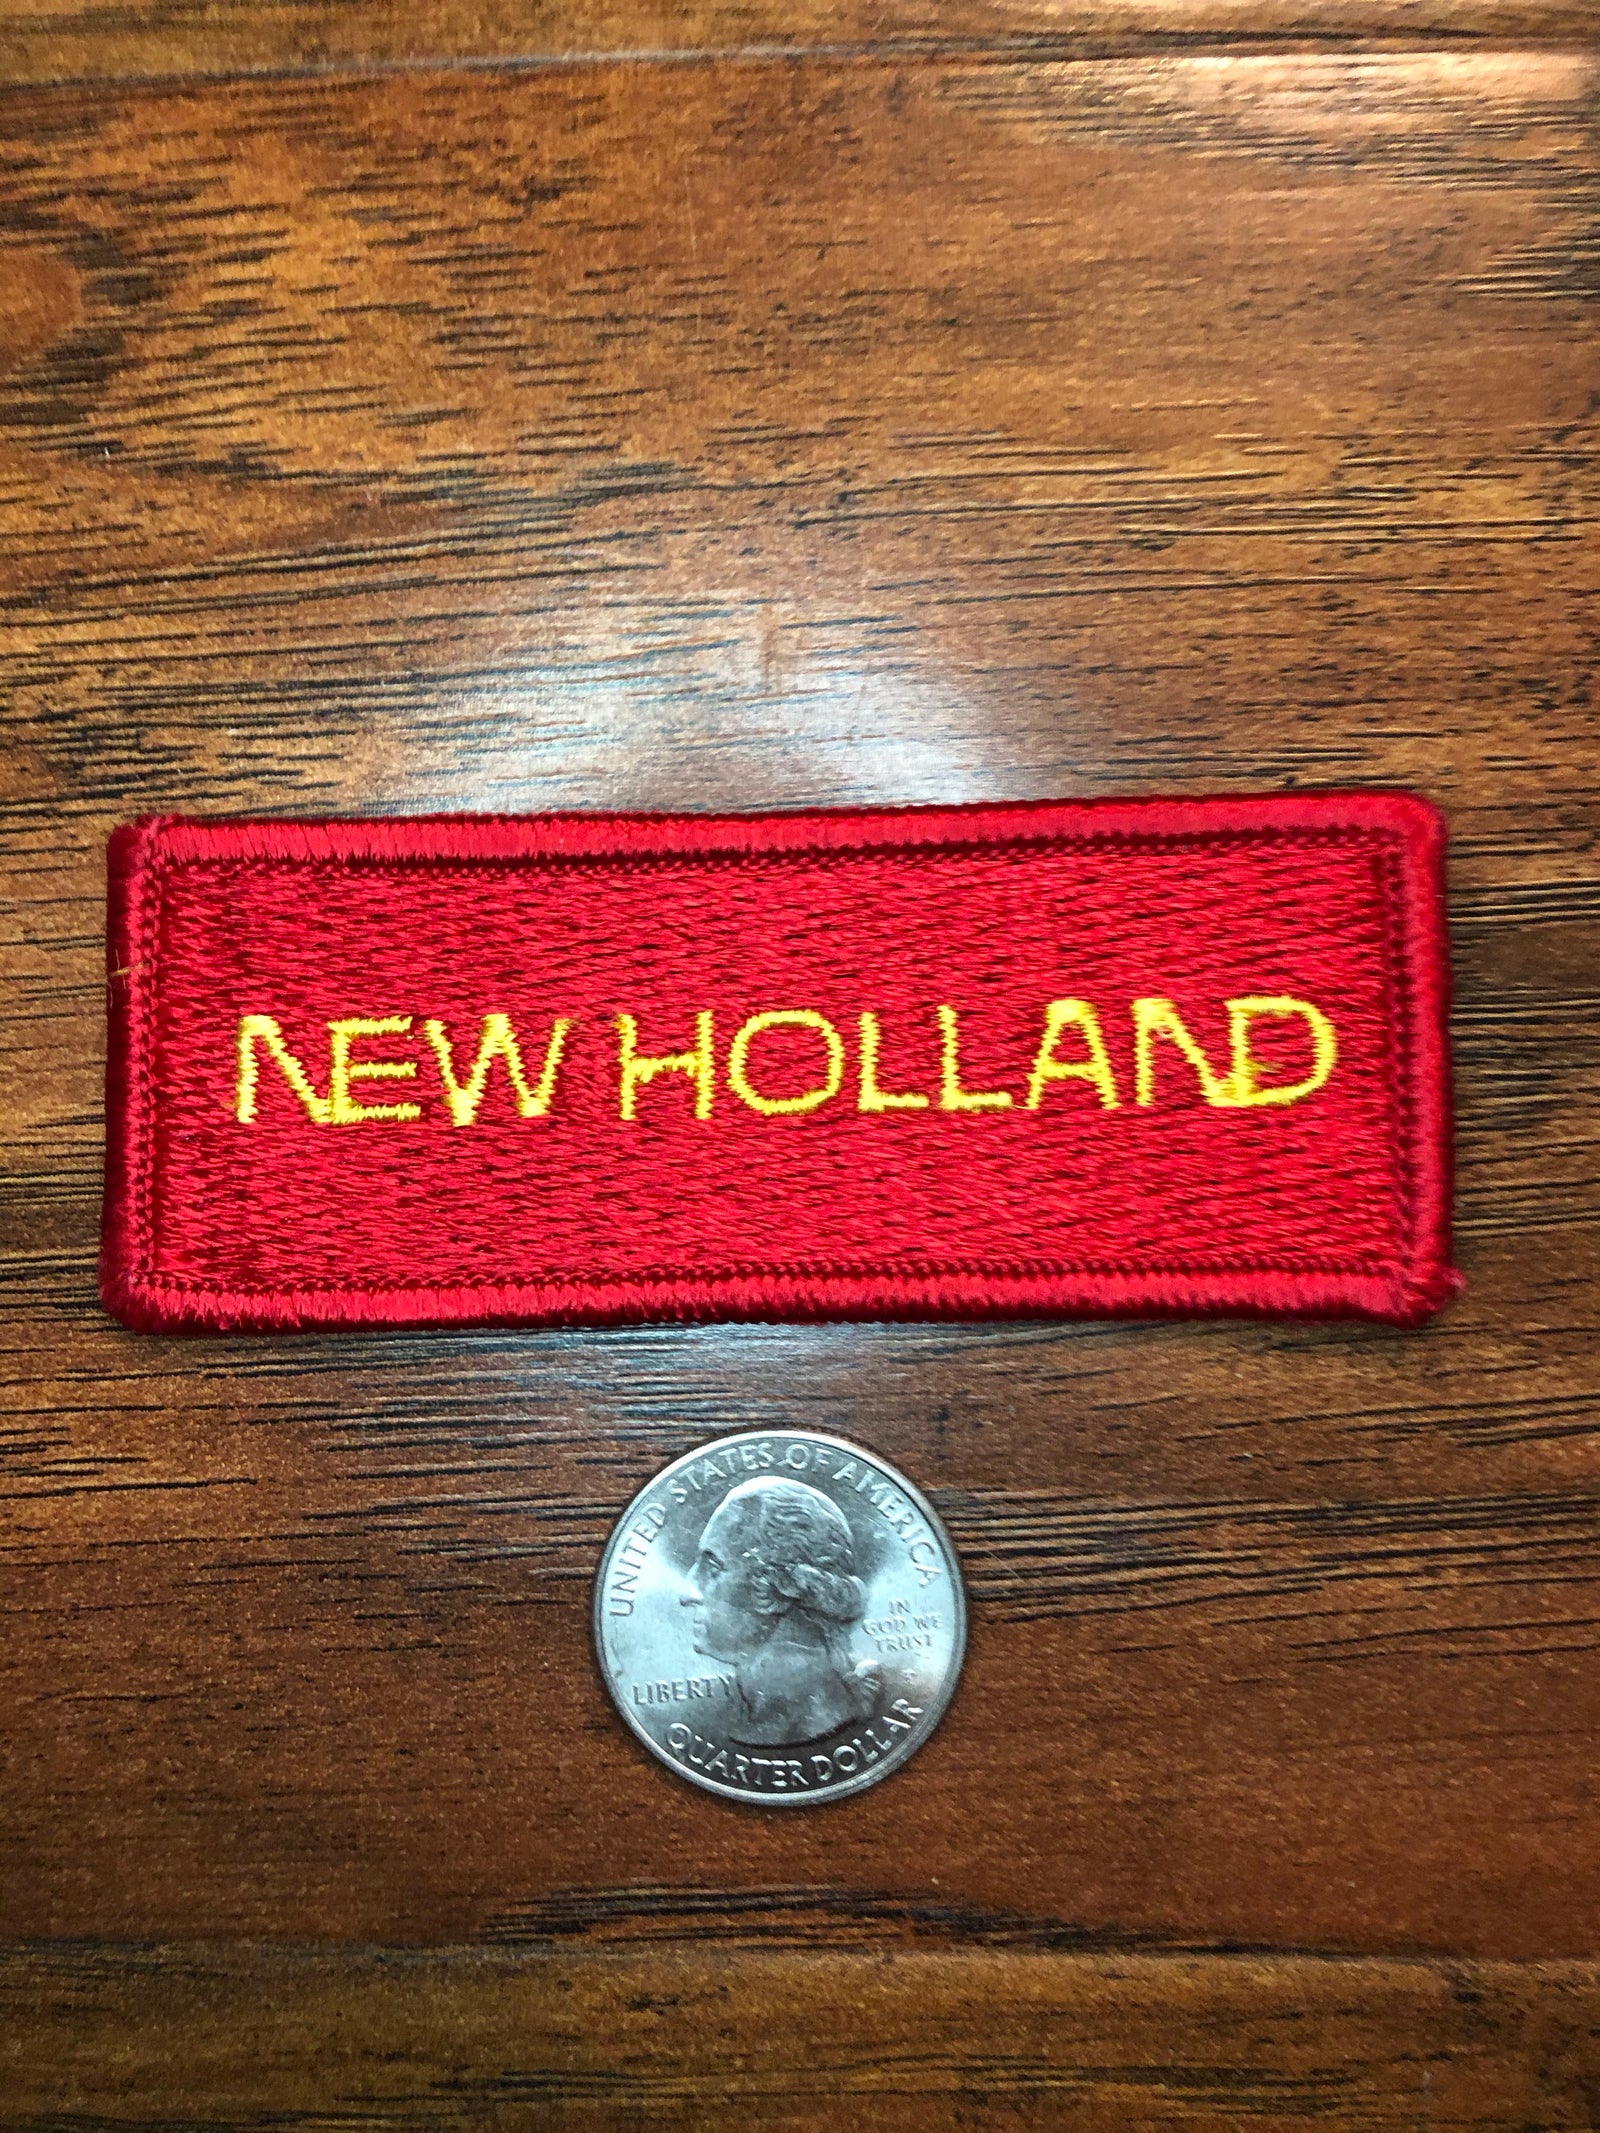 NEW HOLLAND
UNITED STATES OF AMERICA
IN
GOD WE
TRUST
LIBERTY
QUARTER DOLLAR